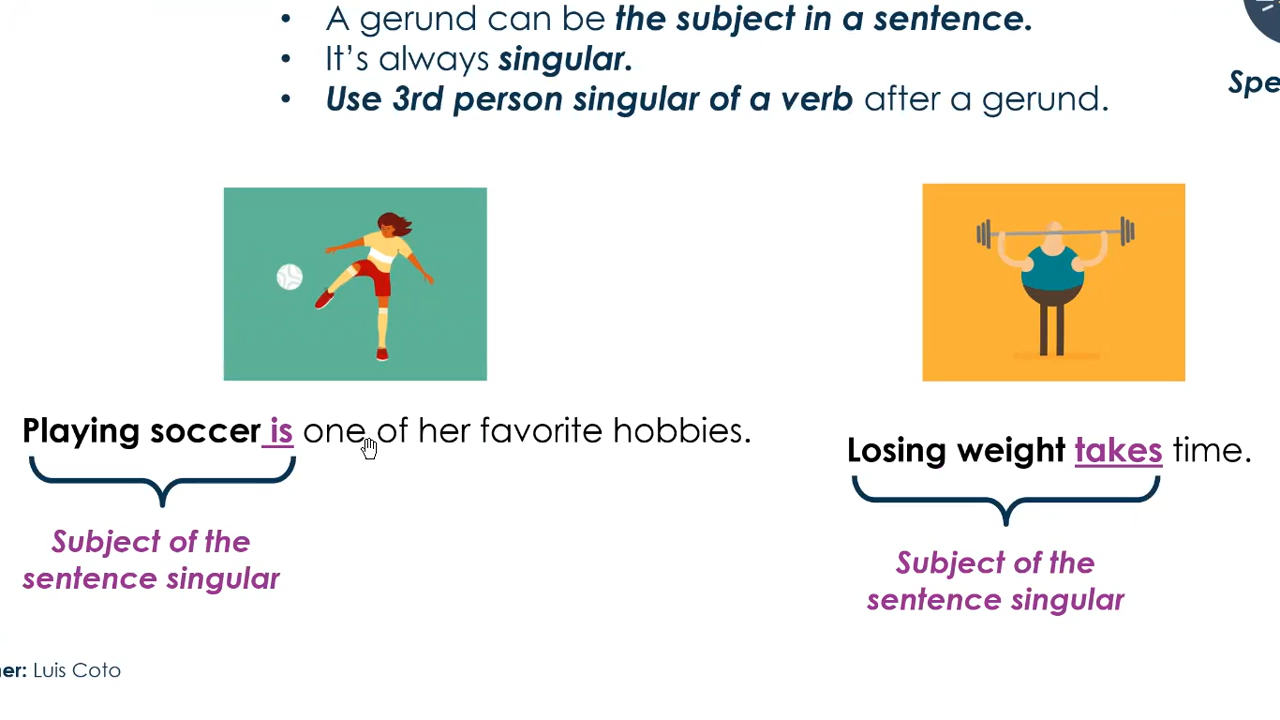 • A gerund can be the subject in a sentence.
• It's always singular.
• Use 3rd person singular of a verb after a gerund.
Playing soccer is one of her favorite hobbies.
Losing weight takes time.
Subject of the
sentence singular
Subject of the
sentence singular
Luis Coto